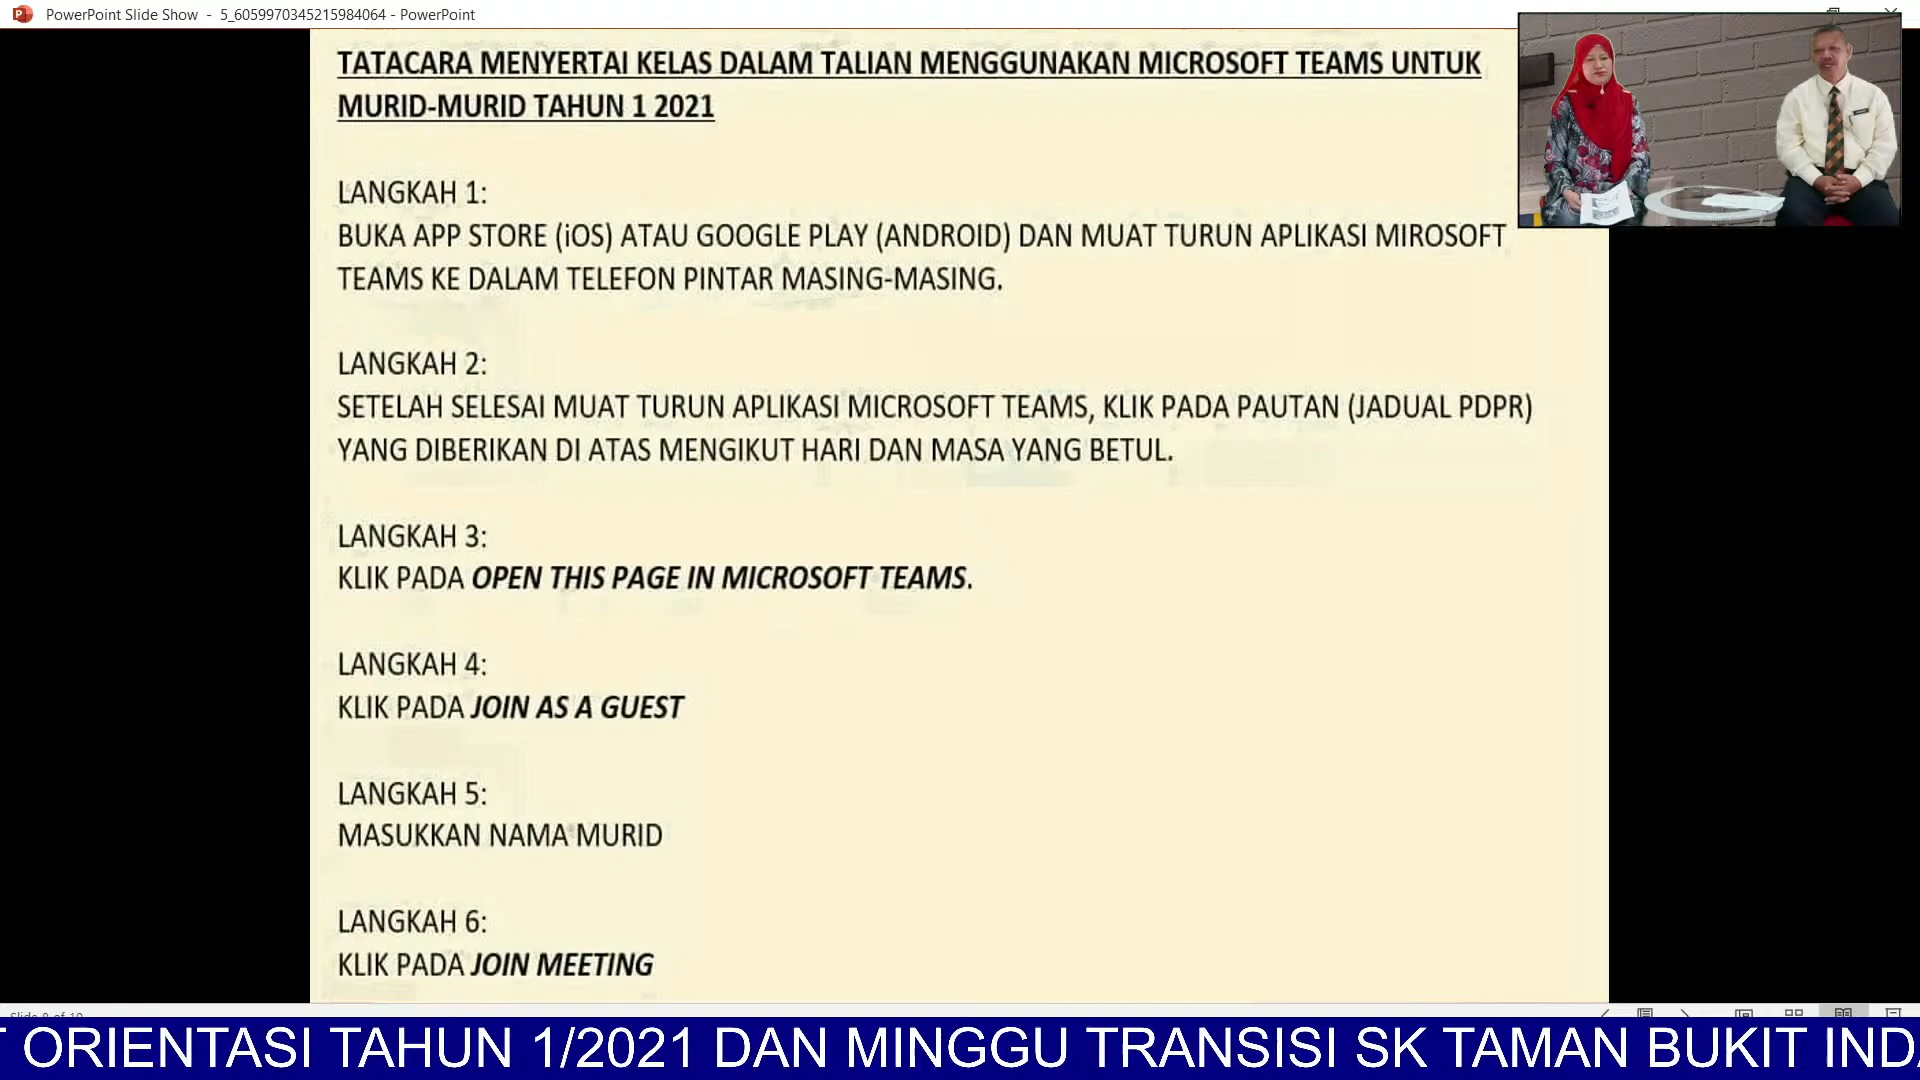 PowerPoint Slide Show - 5_6059970345215984064 - PowerPoint
TATACARA MENYERTAI KELAS DALAM TALIAN MENGGUNAKAN MICROSOFT TEAMS UNTUK
MURID-MURID TAHUN 1 2021
LANGKAH 1:
BUKA APP STORE (iOS) ATAU GOOGLE PLAY (ANDROID) DAN MUAT TURUN APLIKASI MIROSOFT
TEAMS KE DALAM TELEFON PINTAR MASING-MASING.
LANGKAH 2:
SETELAH SELESAI MUAT TURUN APLIKASI MICROSOFT TEAMS, KLIK PADA PAUTAN (JADUAL PDPR)
YANG DIBERIKAN DI ATAS MENGIKUT HARI DAN MASA YANG BETUL.
LANGKAH 3:
KLIK PADA OPEN THIS PAGE IN MICROSOFT TEAMS.
LANGKAH 4:
KLIK PADA JOIN AS A GUEST
LANGKAH 5:
MASUKKAN NAMA MURID
LANGKAH 6:
KLIK PADA JOIN MEETING
ORIENTASI TAHUN 1/2021 DAN MINGGU TRANSISI SK TAMAN BUKIT IND